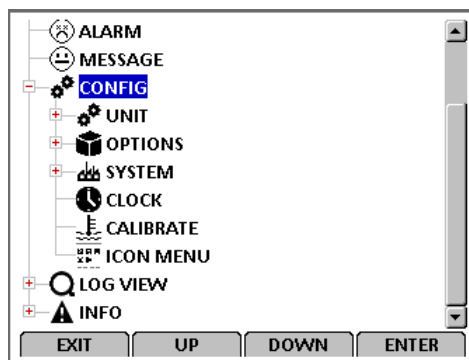 ALARM
MESSAGE
CONFIG
UNIT
OPTIONS
SYSTEM
CLOCK
CALIBRATE
ICON MENU
LOG VIEW
INFO
EXIT UP DOWN ENTER